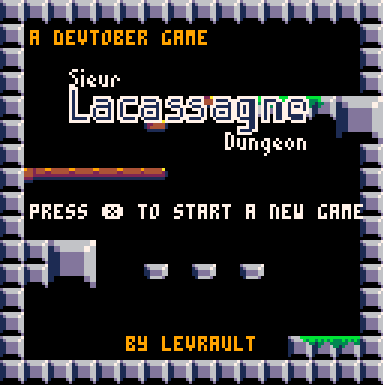 A DEVTOBER GAME
Sieur
Lacassagne
Dungeon
PRESS ❎ TO START A NEW GAME
BY LEVRAULT